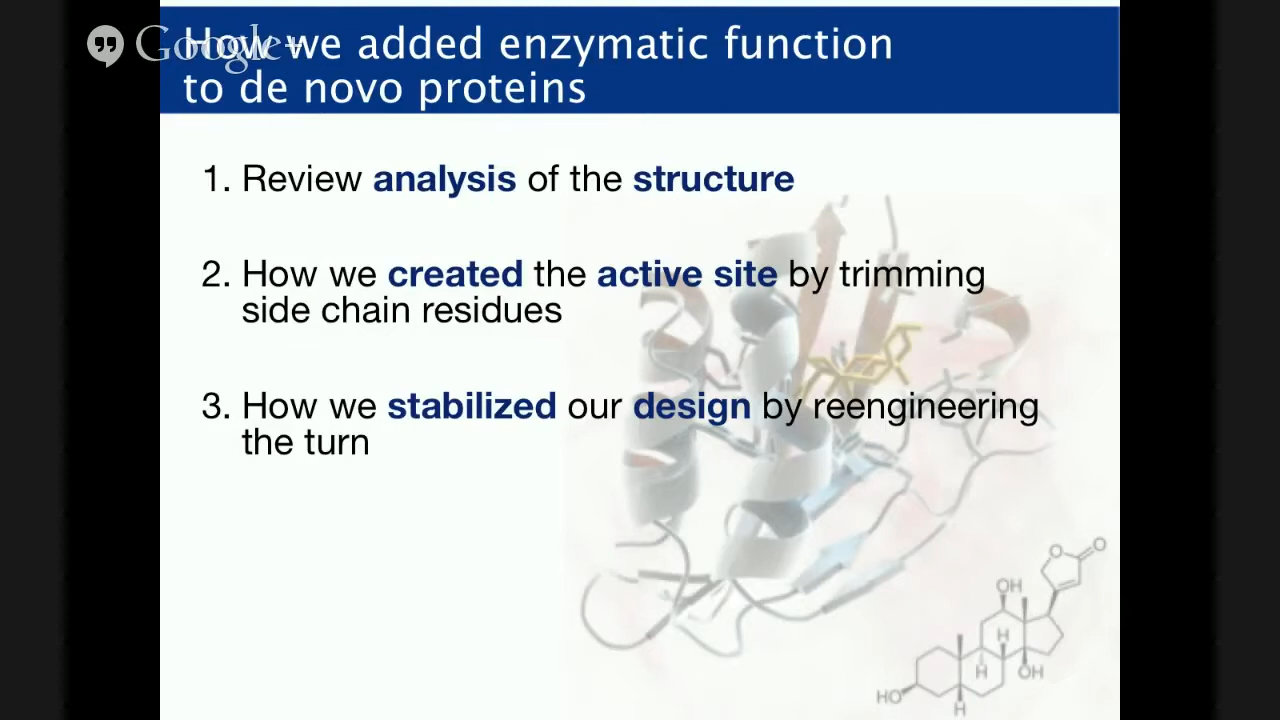 Google+
How we added enzymatic function
to de novo proteins
1. Review analysis of the structure
2. How we created the active site by trimming
side chain residues
3. How we stabilized our design by reengineering
the turn
O
O
OH
H
H
OH
HO
H